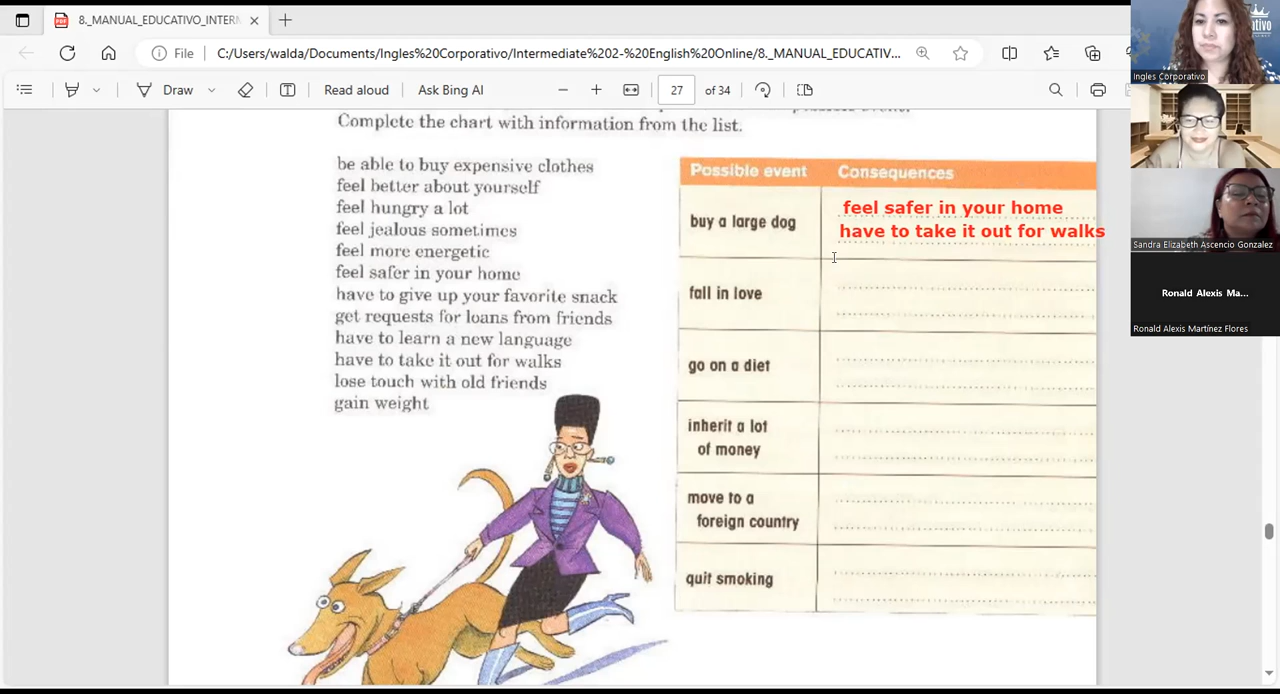 8._MANUAL_EDUCATIVO_INTERM
File
C:/Users/walda/Documents/Ingles%20Corporativo/Intermediate%202-%20English%20Online/8._MANUAL_EDUCATIV...
Draw
Read aloud
Ask Bing AI
27
of 34
Complete the chart with information from the list.
be able to buy expensive clothes
feel better about yourself
feel hungry a lot
feel jealous sometimes
feel more energetic
feel safer in your home
have to give up your favorite snack
get requests for loans from friends
have to learn a new language
have to take it out for walks
lose touch with old friends
gain weight
Possible event
Consequences
buy a large dog
feel safer in your home
have to take it out for walks
fall in love
go on a diet
inherit a lot
of money
move to a
foreign country
quit smoking
Ingles Corporativo
Sandra Elizabeth Ascencio Gonzalez
Ronald Alexis Ma...
Ronald Alexis Martínez Flores